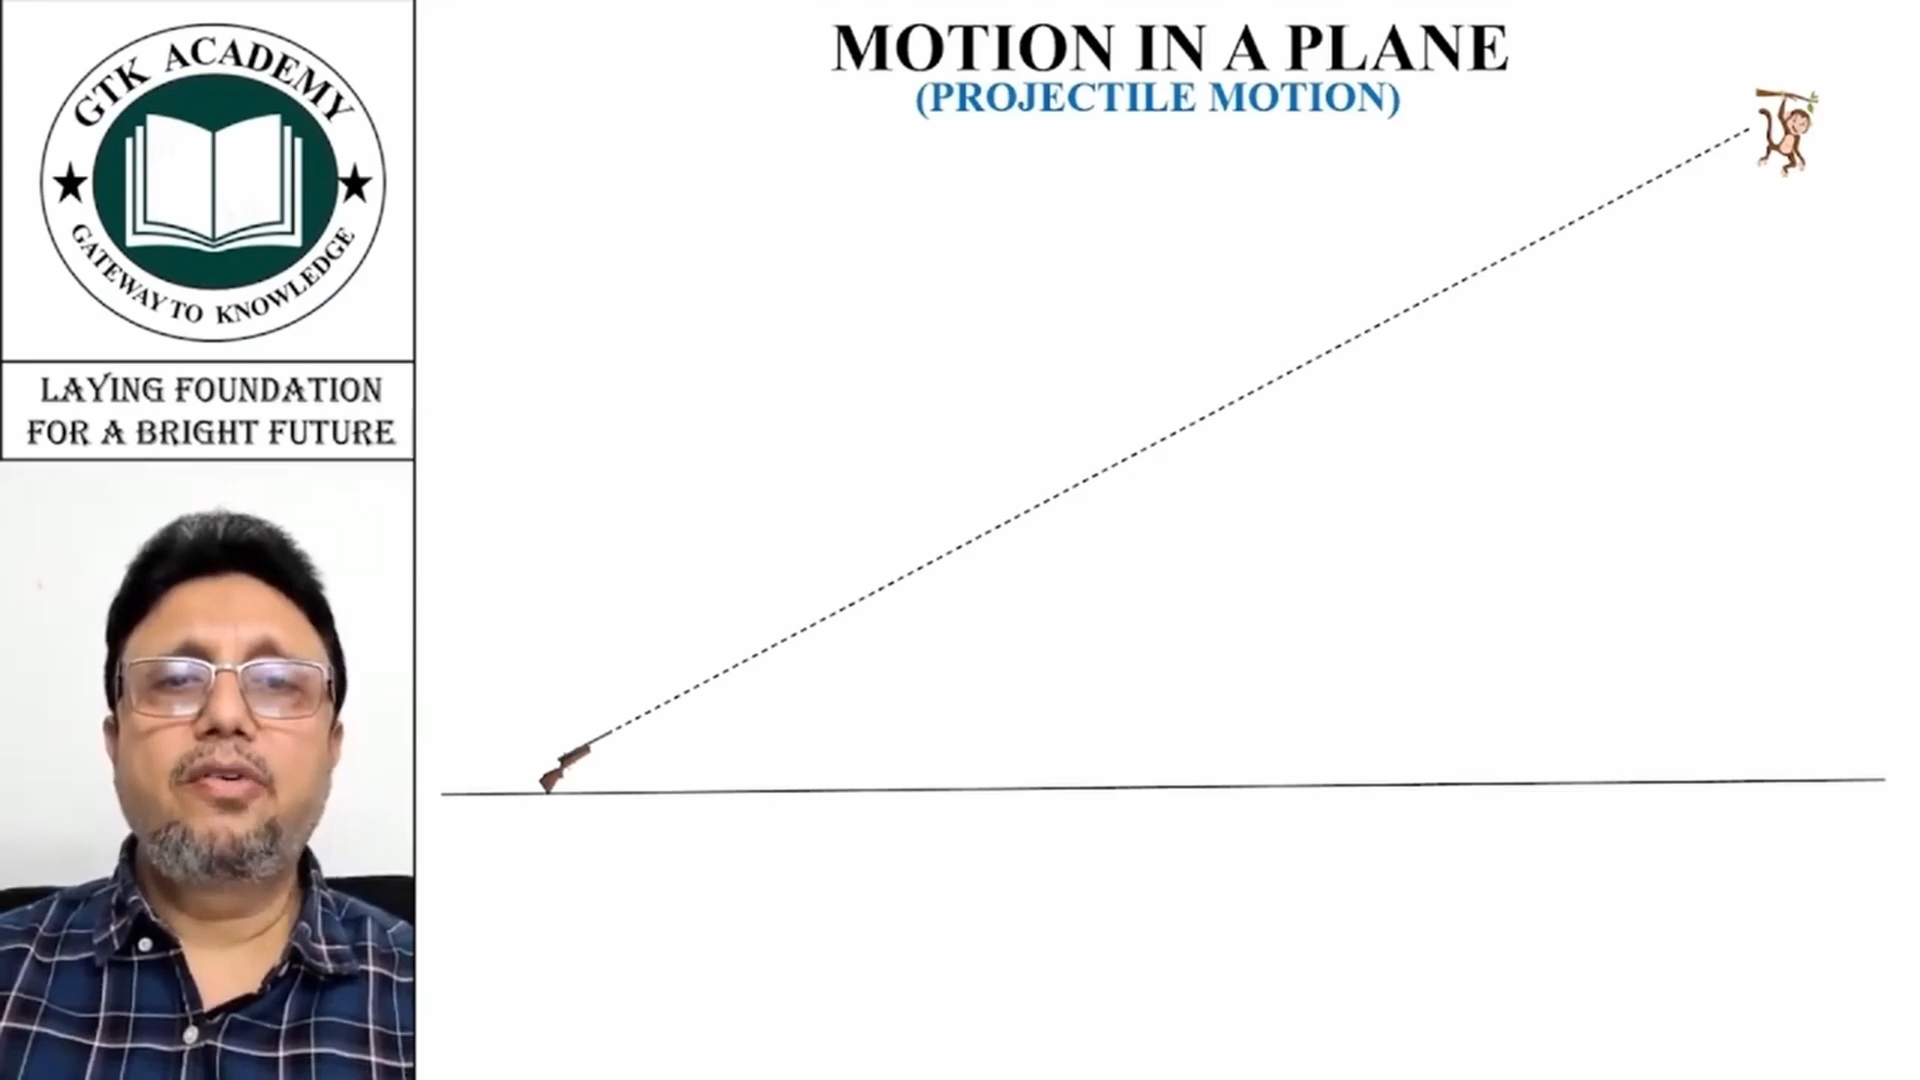 GTK ACADEMY
GATEWAY TO KNOWLEDGE
LAYING FOUNDATION
FOR A BRIGHT FUTURE
MOTION IN A PLANE
(PROJECTILE MOTION)